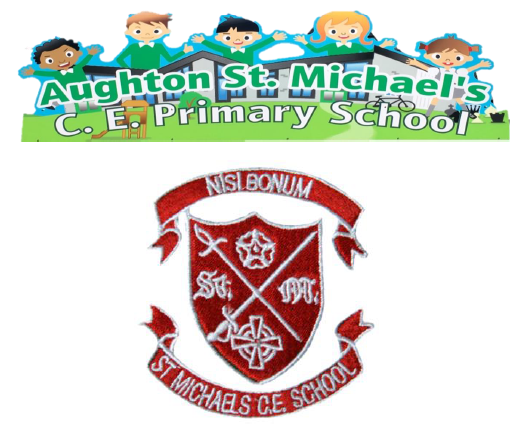 Aughton St. Michael's
C. E. Primary School
NISI BONUM
St. M.
ST MICHAELS C.E. SCHOOL